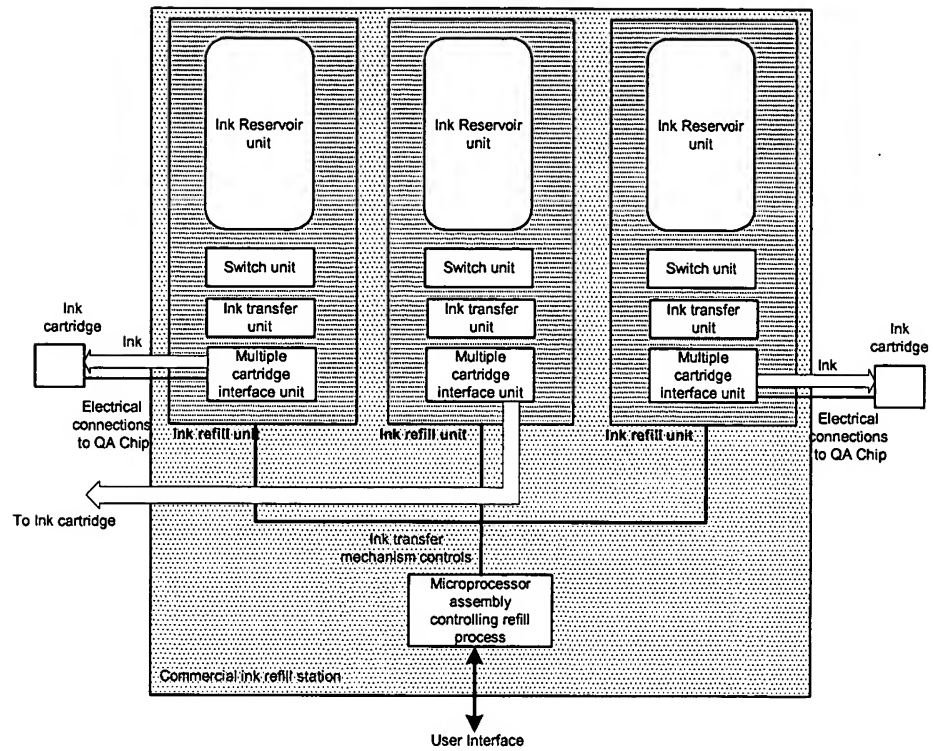 Ink Reservoir
unit
Ink Reservoir
unit
Ink Reservoir
unit
Switch unit
Switch unit
Switch unit
Ink transfer
unit
Ink transfer
unit
Ink transfer
unit
Multiple
cartridge
interface unit
Multiple
cartridge
interface unit
Multiple
cartridge
interface unit
Ink
cartridge
Ink
Electrical
connections
to QA Chip
Ink
cartridge
Ink
Electrical
connections
to QA Chip
Ink refill unit
Ink refill unit
Ink refill unit
To Ink cartridge
Ink transfer
mechanism controls
Microprocessor
assembly
controlling refill
process
Commercial ink refill station
User Interface